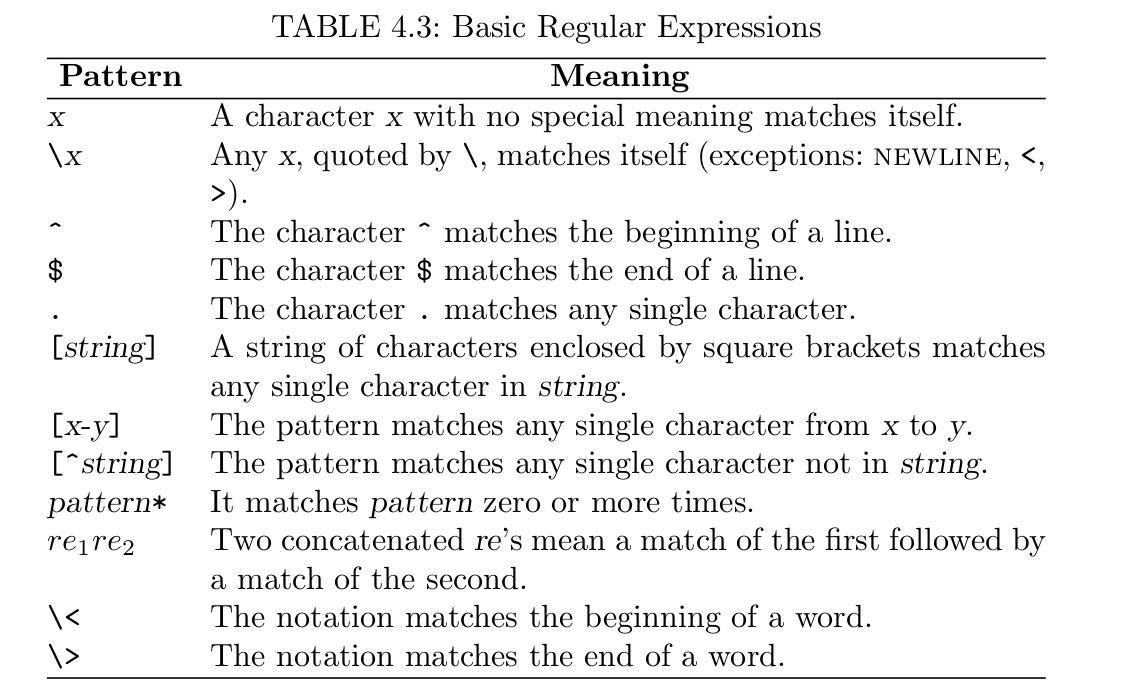 TABLE 4.3: Basic Regular Expressions
Pattern Meaning
x A character x with no special meaning matches itself.
\x Any x, quoted by \, matches itself (exceptions: NEWLINE, <,
>).
^ The character ^ matches the beginning of a line.
$ The character $ matches the end of a line.
. The character . matches any single character.
[string] A string of characters enclosed by square brackets matches
any single character in string.
[x-y] The pattern matches any single character from x to y.
[^string] The pattern matches any single character not in string.
pattern* It matches pattern zero or more times.
re₁re₂ Two concatenated re's mean a match of the first followed by
a match of the second.
\< The notation matches the beginning of a word.
\> The notation matches the end of a word.